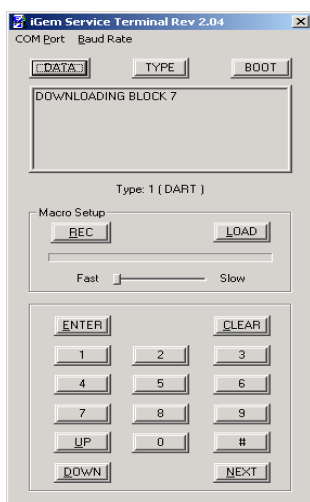 iGem Service Terminal Rev 2.04
COM Port Baud Rate
DATA TYPE BOOT
DOWNLOADING BLOCK 7
Type: 1 ( DART )
Macro Setup
REC LOAD
Fast Slow
ENTER CLEAR
1 2 3
4 5 6
7 8 9
UP 0 #
DOWN NEXT